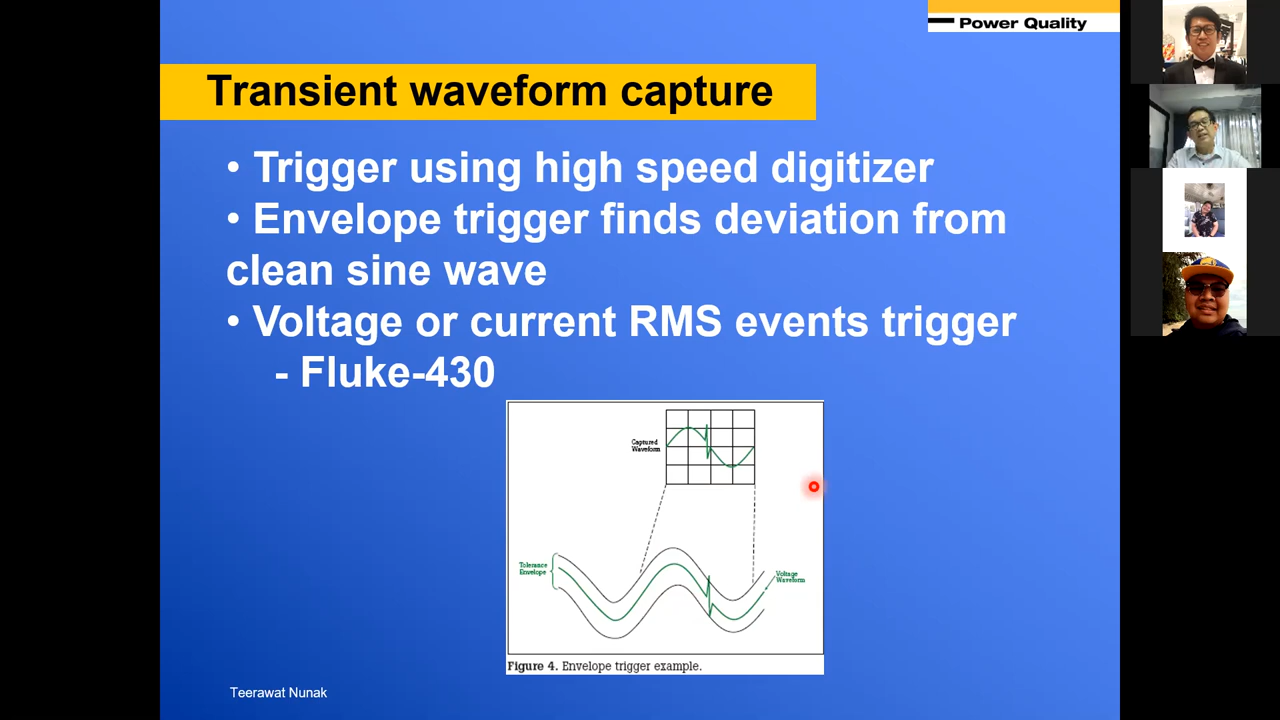 Power Quality
Transient waveform capture
• Trigger using high speed digitizer
• Envelope trigger finds deviation from
clean sine wave
• Voltage or current RMS events trigger
- Fluke-430
Captured
Waveform
Tolerance
Envelope
Voltage
Waveform
Figure 4. Envelope trigger example.
Teerawat Nunak